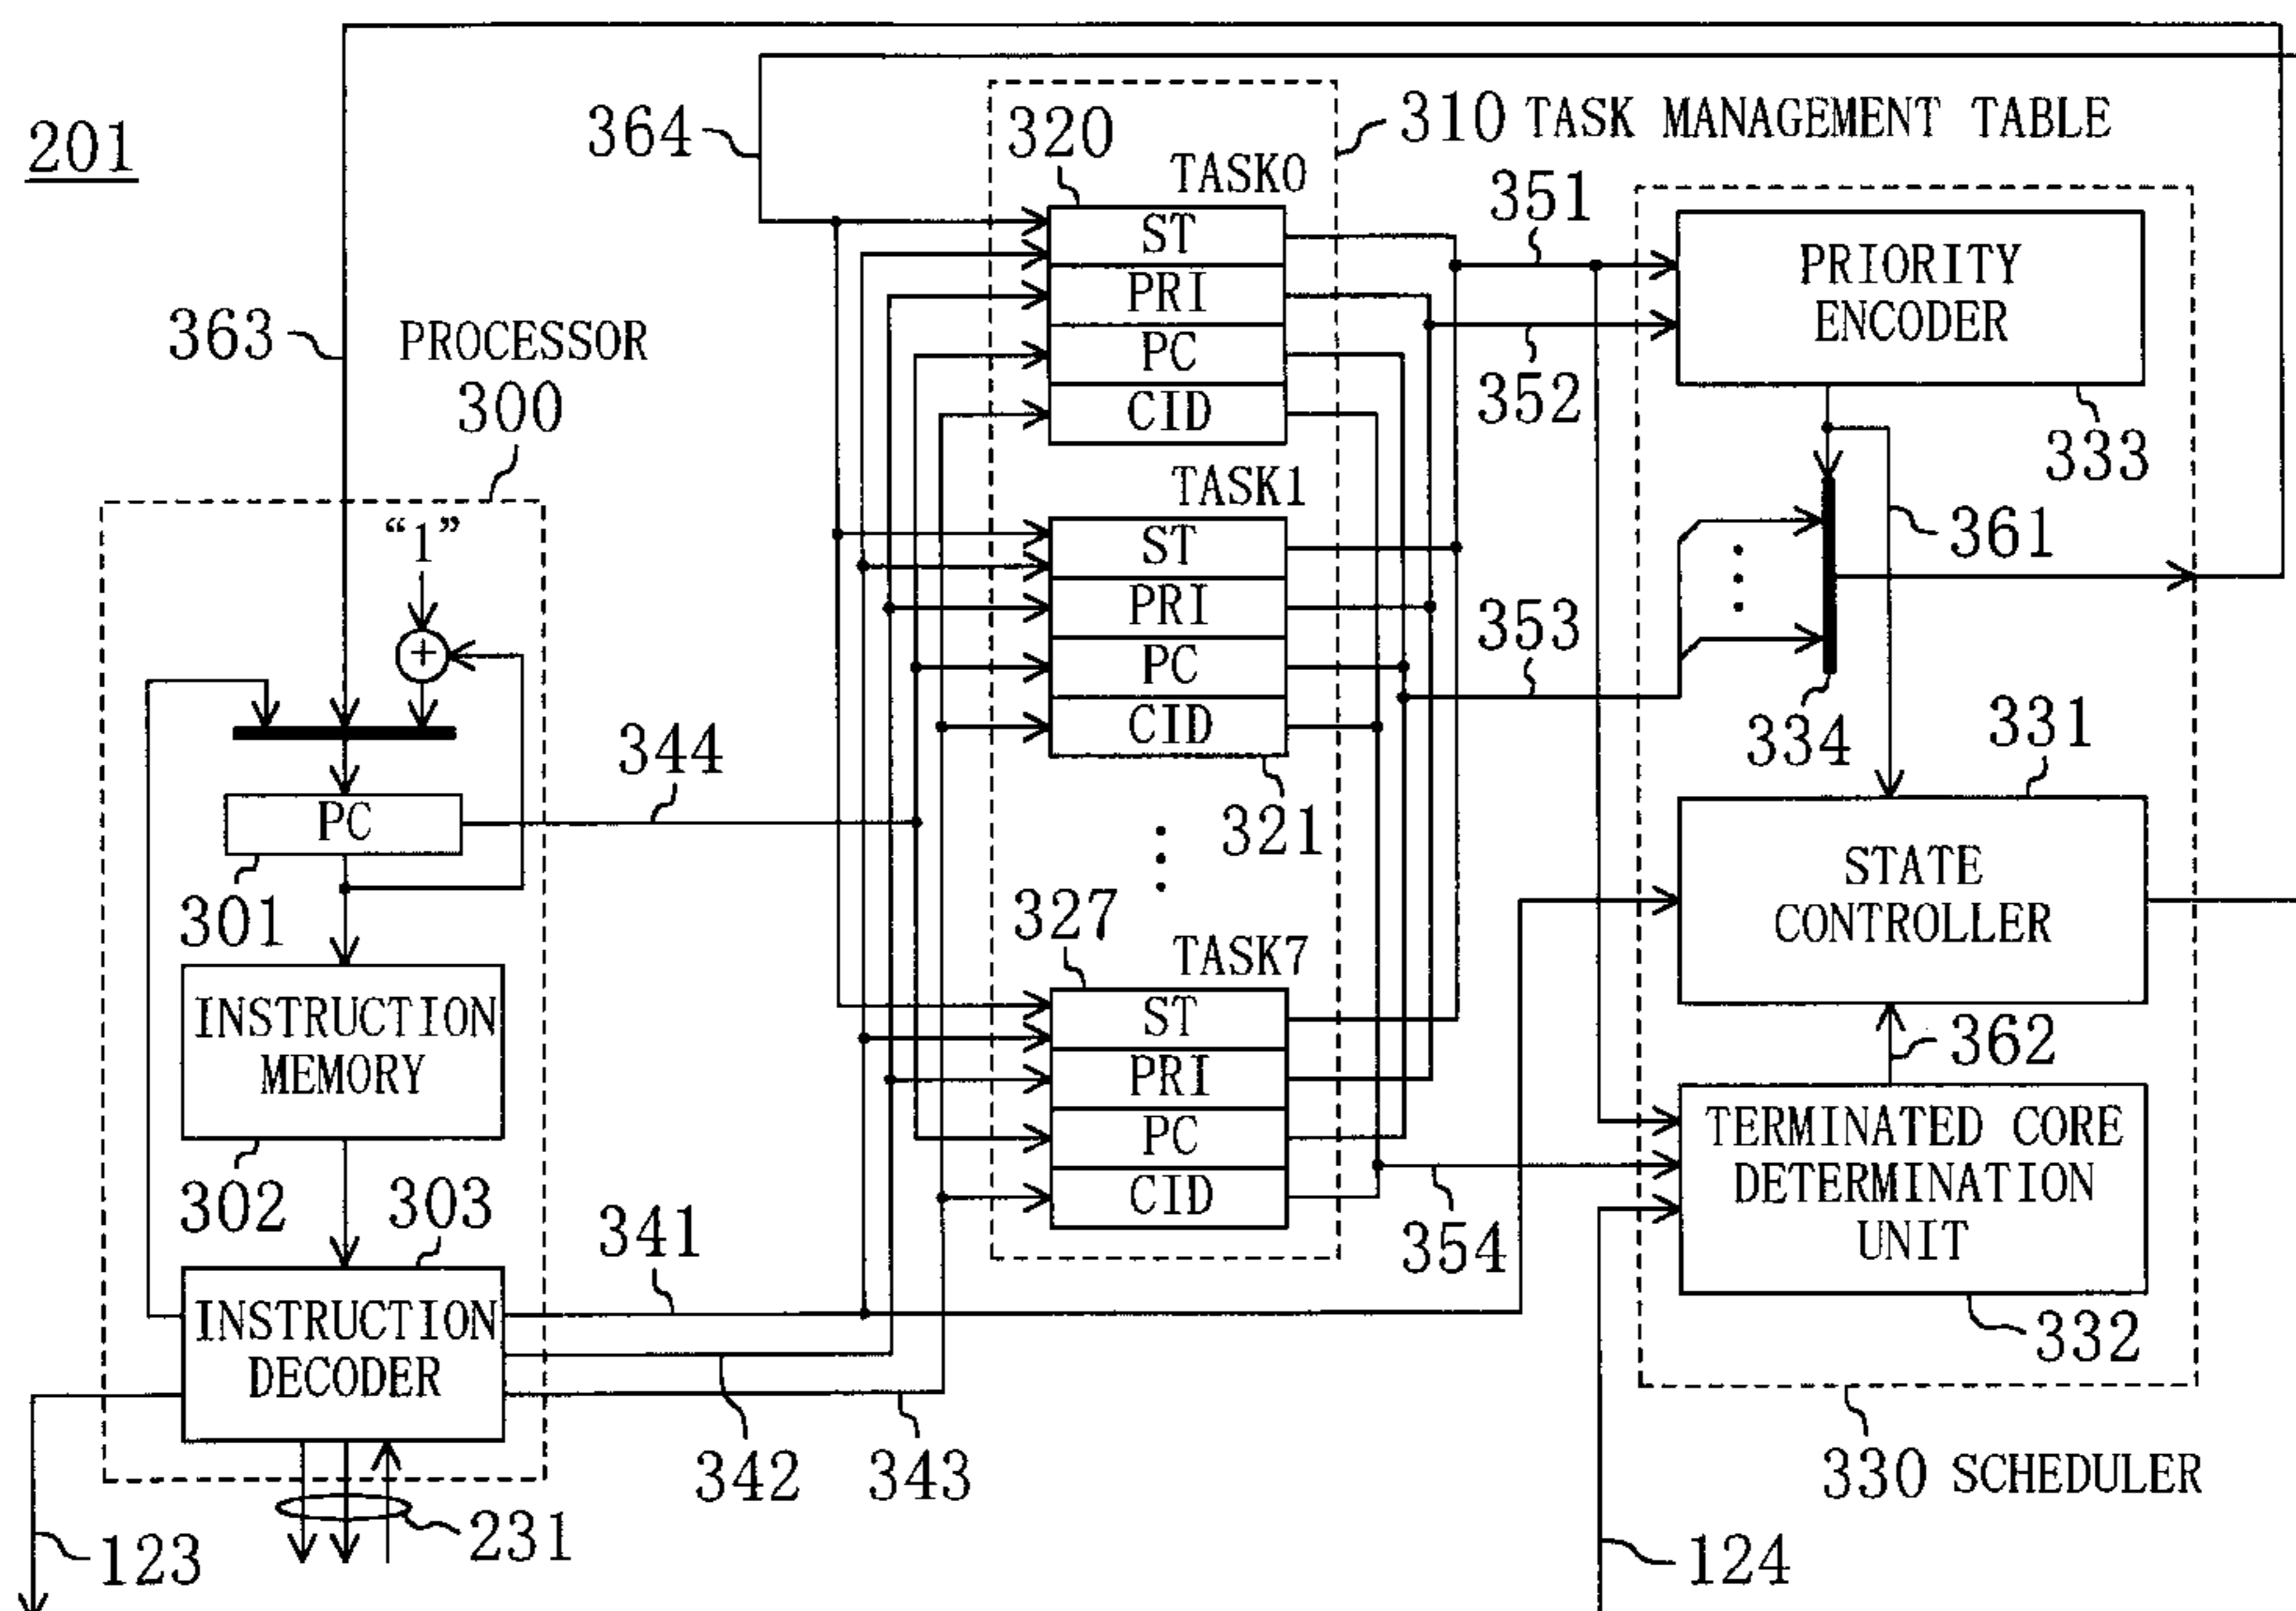 201
363
PROCESSOR
300
“1”
+
PC
301
344
INSTRUCTION
MEMORY
302
303
INSTRUCTION
DECODER
341
342
343
123
231
364
310 TASK MANAGEMENT TABLE
320
TASK0
ST
PRI
PC
CID
TASK1
ST
PRI
PC
CID
321
327
TASK7
ST
PRI
PC
CID
351
352
353
354
PRIORITY
ENCODER
333
361
334
331
STATE
CONTROLLER
362
TERMINATED CORE
DETERMINATION
UNIT
332
330 SCHEDULER
124